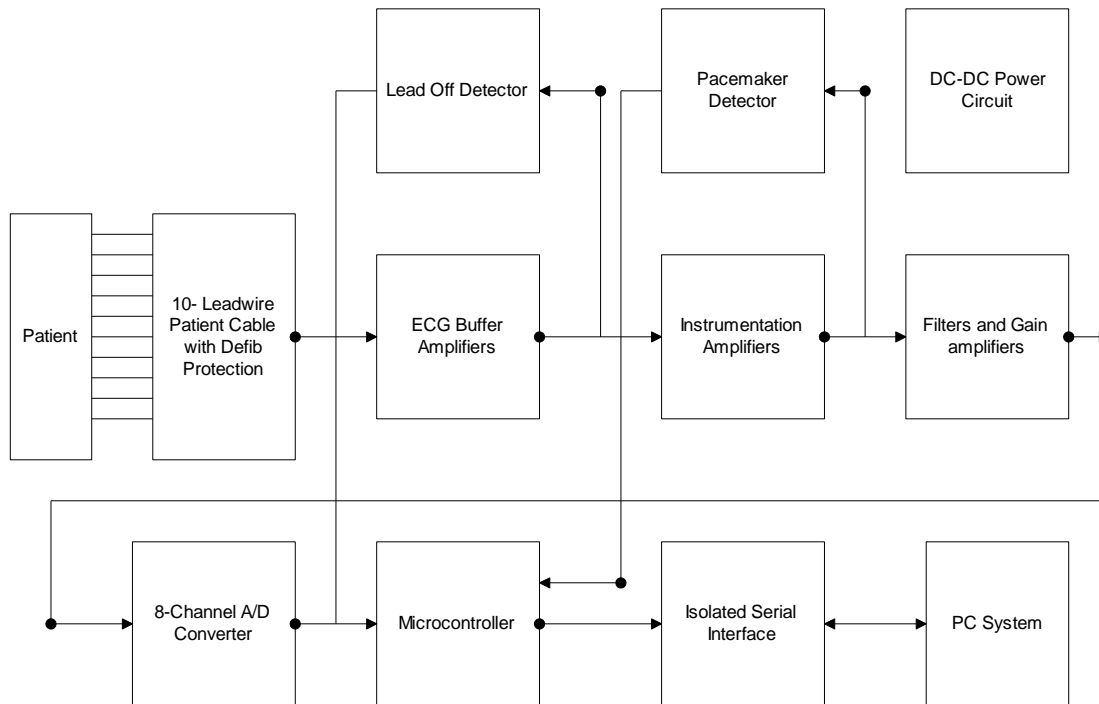 Lead Off Detector
Pacemaker
Detector
DC-DC Power
Circuit
Patient
10- Leadwire
Patient Cable
with Defib
Protection
ECG Buffer
Amplifiers
Instrumentation
Amplifiers
Filters and Gain
amplifiers
8-Channel A/D
Converter
Microcontroller
Isolated Serial
Interface
PC System